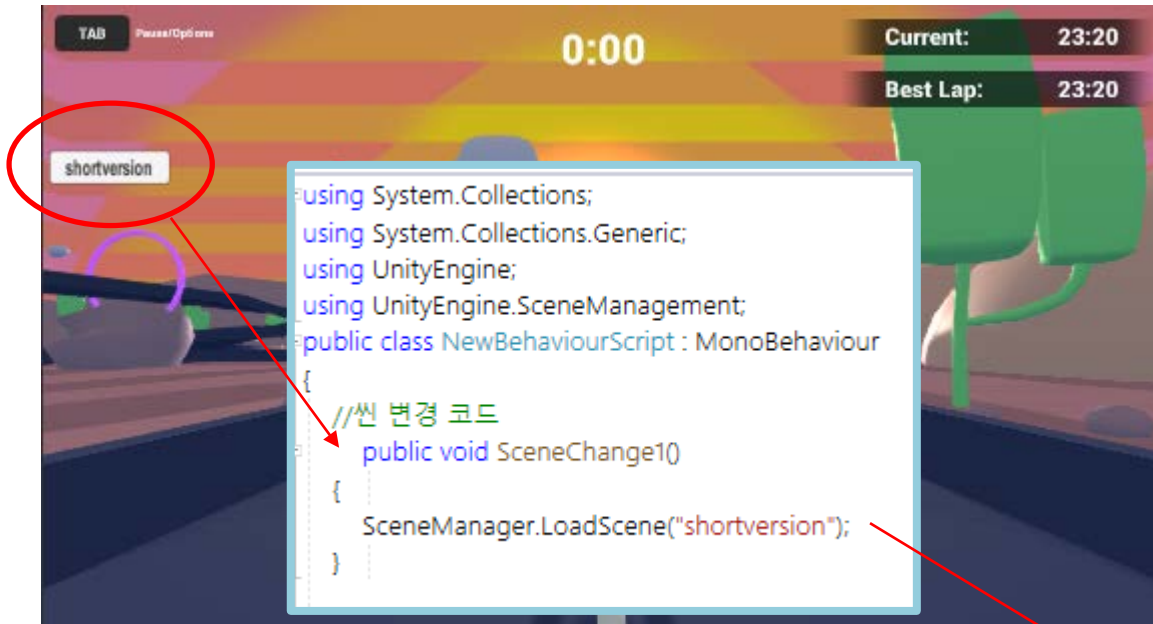 TAB Pause/Options
0:00
Current: 23:20
Best Lap: 23:20
shortversion
using System.Collections;
using System.Collections.Generic;
using UnityEngine;
using UnityEngine.SceneManagement;
public class NewBehaviourScript : MonoBehaviour
{
//씬 변경 코드
public void SceneChange1()
{
SceneManager.LoadScene("shortversion");
}